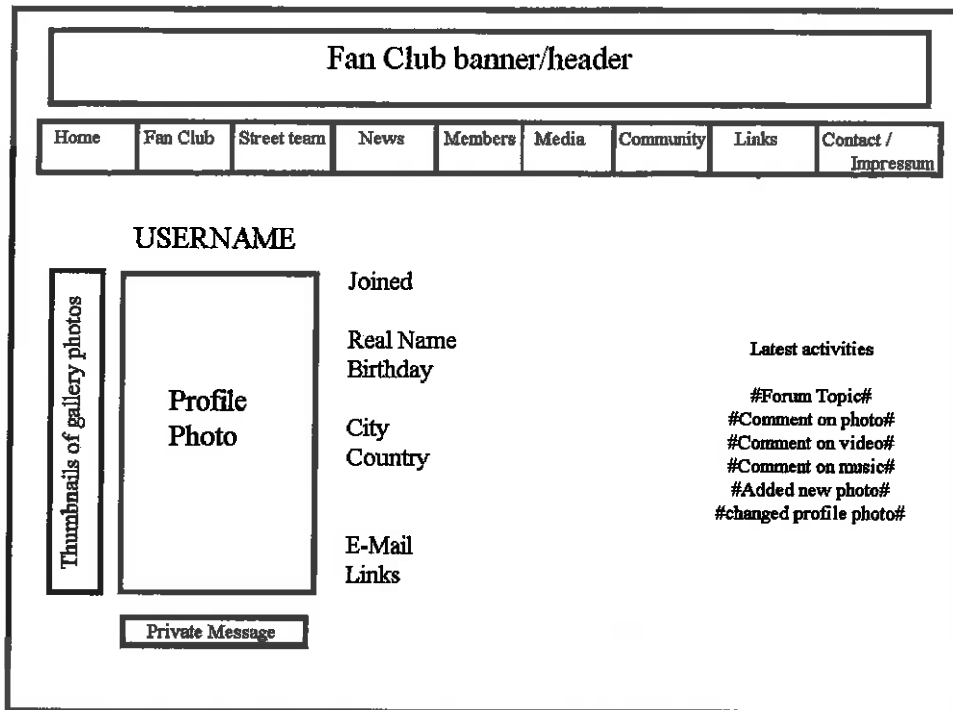 Fan Club banner/header
Home Fan Club Street team News Members Media Community Links Contact /
Impressum
USERNAME
Thumbnails of gallery photos
Profile
Photo
Joined
Real Name
Birthday
City
Country
E-Mail
Links
Latest activities
#Forum Topic#
#Comment on photo#
#Comment on video#
#Comment on music#
#Added new photo#
#changed profile photo#
Private Message